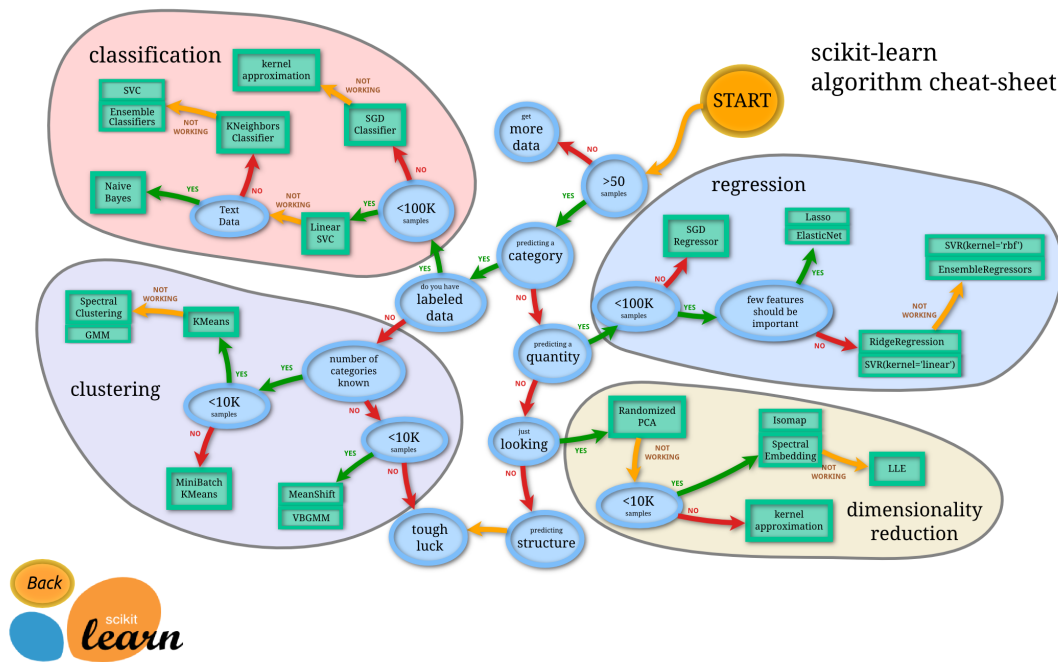 scikit-learn
algorithm cheat-sheet
START
get
more
data
NO
>50
samples
YES
predicting a
category
YES
NO
do you have
labeled
data
YES
NO
predicting a
quantity
YES
NO
just
looking
YES
NO
predicting
structure
tough
luck
classification
kernel
approximation
NOT
WORKING
SGD
Classifier
NO
<100K
samples
YES
Linear
SVC
NOT
WORKING
Text
Data
YES
NO
Naive
Bayes
KNeighbors
Classifier
NOT
WORKING
SVC
Ensemble
Classifiers
regression
SGD
Regressor
NO
<100K
samples
YES
few features
should be
important
YES
NO
Lasso
ElasticNet
RidgeRegression
SVR(kernel='linear')
NOT
WORKING
SVR(kernel='rbf')
EnsembleRegressors
clustering
number of
categories
known
YES
NO
<10K
samples
YES
NO
KMeans
NOT
WORKING
Spectral
Clustering
GMM
MiniBatch
KMeans
<10K
samples
YES
NO
MeanShift
VBGMM
dimensionality
reduction
Randomized
PCA
NOT
WORKING
<10K
samples
YES
NO
Isomap
Spectral
Embedding
NOT
WORKING
LLE
kernel
approximation
Back
scikit
learn